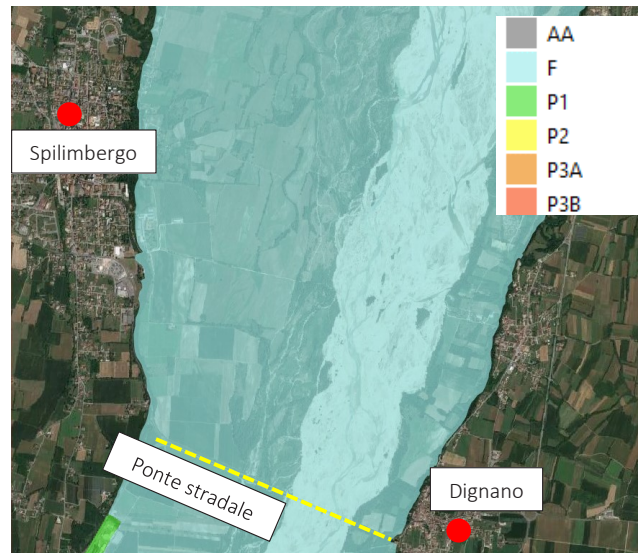 AA
F
P1
P2
P3A
P3B
Spilimbergo
Ponte stradale
Dignano